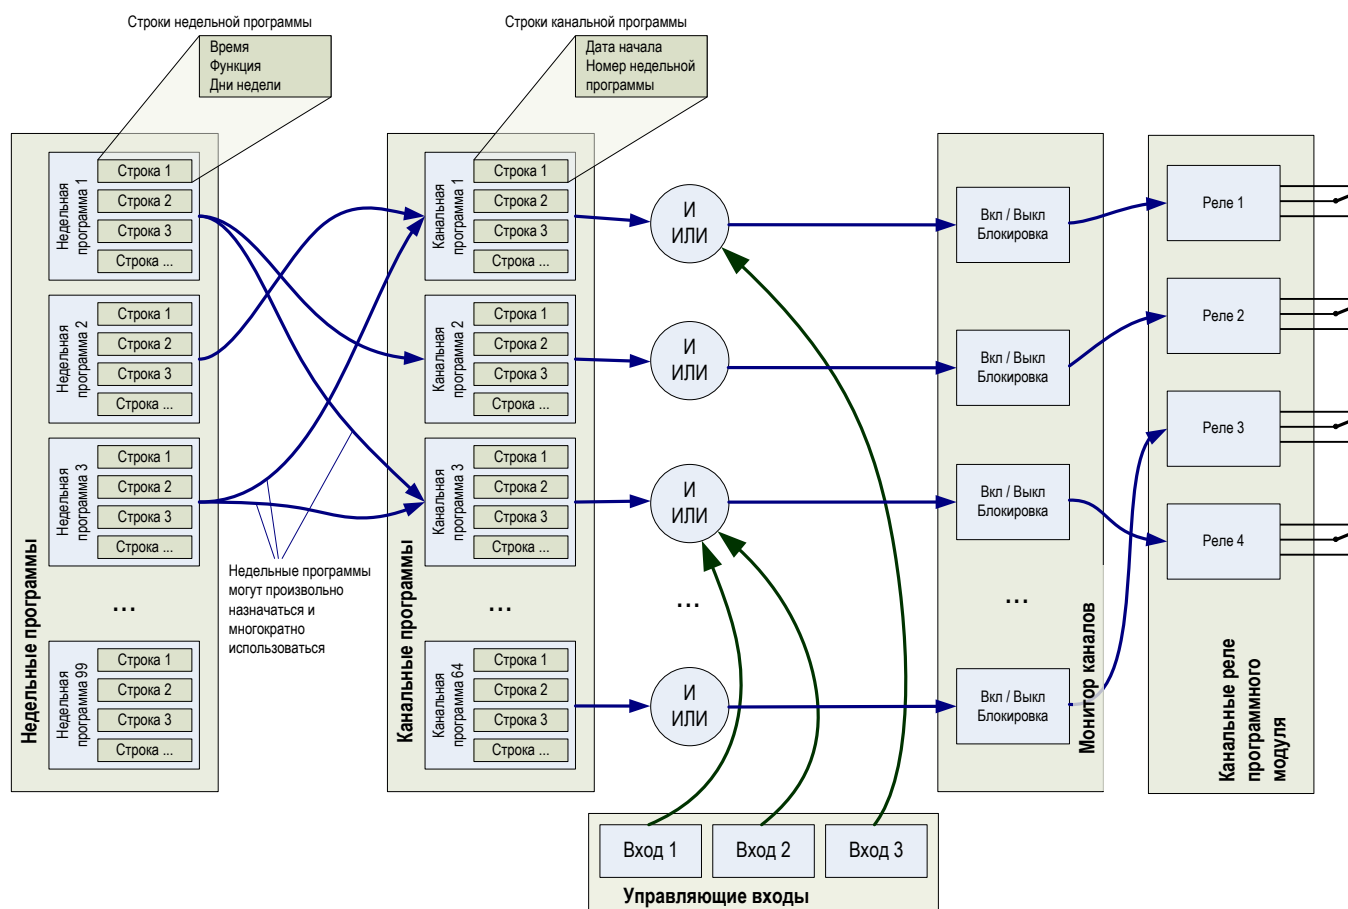 Строки недельной программы
Время
Функция
Дни недели
Строки канальной программы
Дата начала
Номер недельной
программы
Недельные программы
Недельная
программа 1
Строка 1
Строка 2
Строка 3
Строка ...
Недельная
программа 2
Строка 1
Строка 2
Строка 3
Строка ...
Недельная
программа 3
Строка 1
Строка 2
Строка 3
Строка ...
...
Недельная
программа 99
Строка 1
Строка 2
Строка 3
Строка ...
Недельные программы
могут произвольно
назначаться и
многократно
использоваться
Канальные программы
Канальная
программа 1
Строка 1
Строка 2
Строка 3
Строка ...
Канальная
программа 2
Строка 1
Строка 2
Строка 3
Строка ...
Канальная
программа 3
Строка 1
Строка 2
Строка 3
Строка ...
...
Канальная
программа 64
Строка 1
Строка 2
Строка 3
Строка ...
И
ИЛИ
И
ИЛИ
И
ИЛИ
...
И
ИЛИ
Вкл / Выкл
Блокировка
Вкл / Выкл
Блокировка
Вкл / Выкл
Блокировка
...
Вкл / Выкл
Блокировка
Монитор каналов
Реле 1
Реле 2
Реле 3
Реле 4
Канальные реле
программного
модуля
Вход 1
Вход 2
Вход 3
Управляющие входы